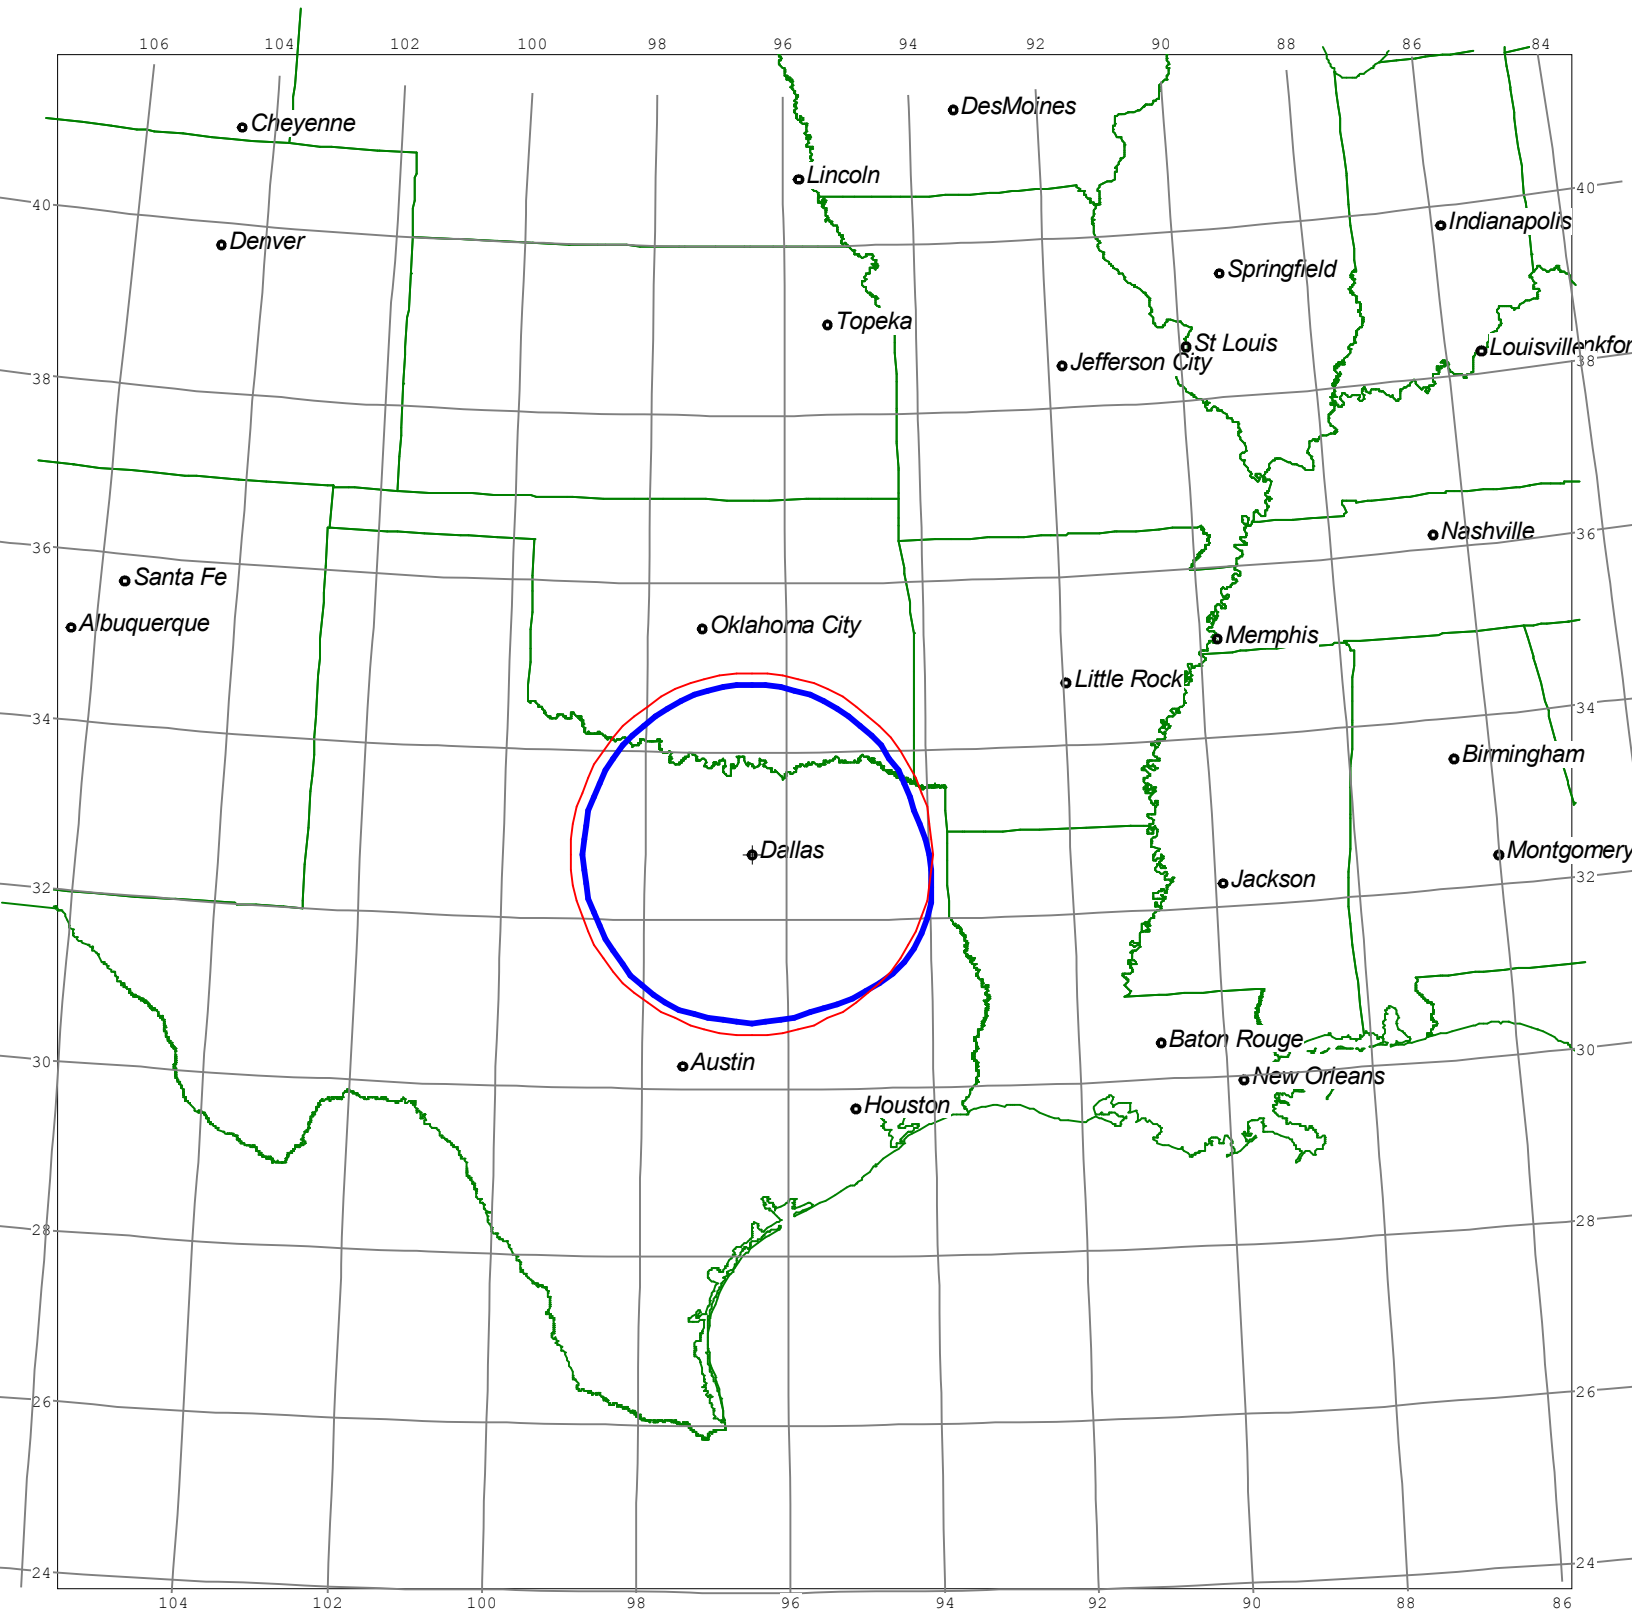 106 104 102 100 98 96 94 92 90 88 86 84
DesMoines
Cheyenne
Lincoln
40 40
Indianapolis
Denver
Springfield
Topeka
St Louis
Louisville nkfor
Jefferson City
38 38
Nashville
36 36
Santa Fe
Albuquerque
Oklahoma City
Memphis
Little Rock
34 34
Birmingham
Dallas
Montgomery
32 32
Jackson
Baton Rouge
30 30
Austin
New Orleans
Houston
28 28
26 26
24 24
104 102 100 98 96 94 92 90 88 86